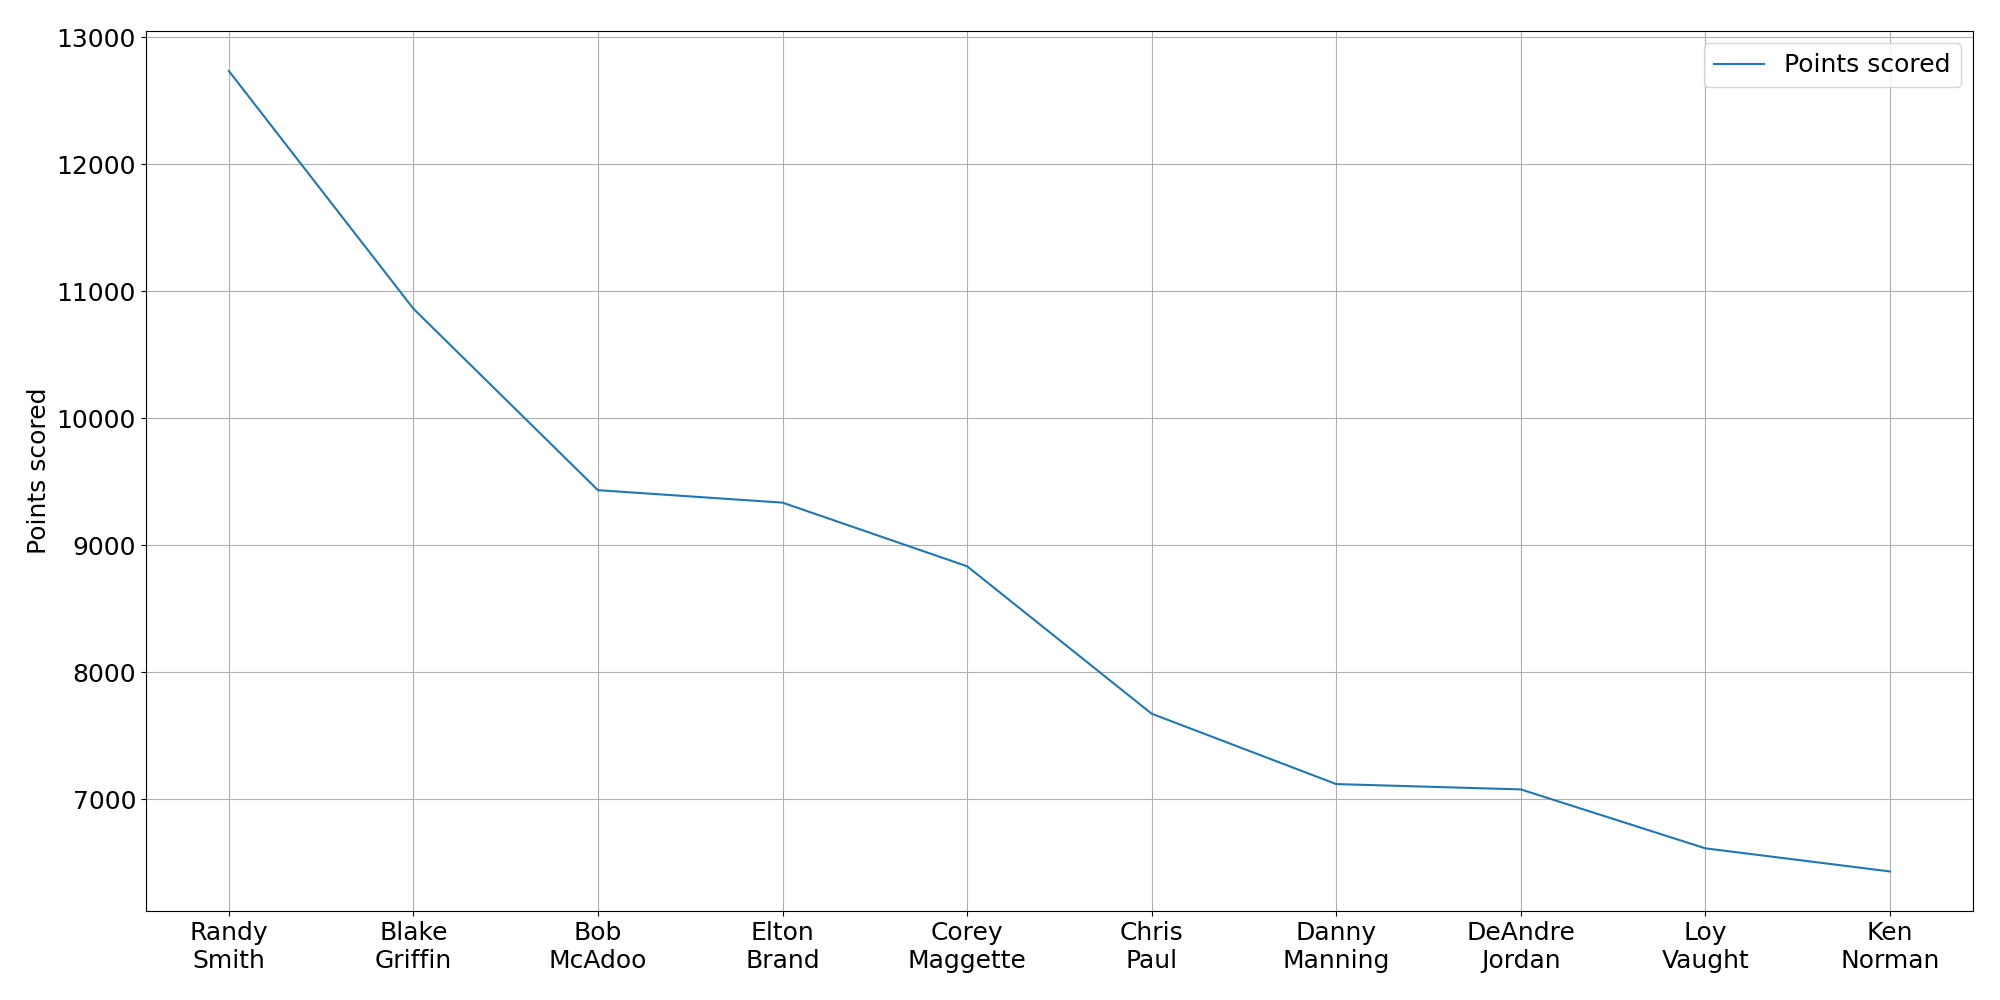 13000
12000
11000
10000
9000
8000
7000
Points scored
Points scored
Randy
Smith
Blake
Griffin
Bob
McAdoo
Elton
Brand
Corey
Maggette
Chris
Paul
Danny
Manning
DeAndre
Jordan
Loy
Vaught
Ken
Norman